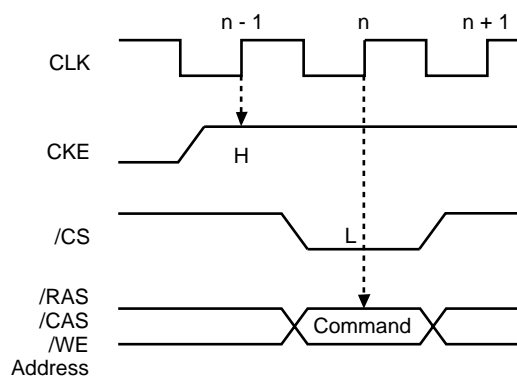 n - 1 n n + 1
CLK
CKE
H
/CS
L
/RAS
/CAS
Command
/WE
Address